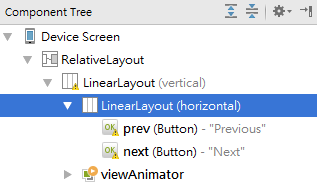 Component Tree
Device Screen
RelativeLayout
LinearLayout (vertical)
LinearLayout (horizontal)
OK prev (Button) - "Previous"
OK next (Button) - "Next"
viewAnimator